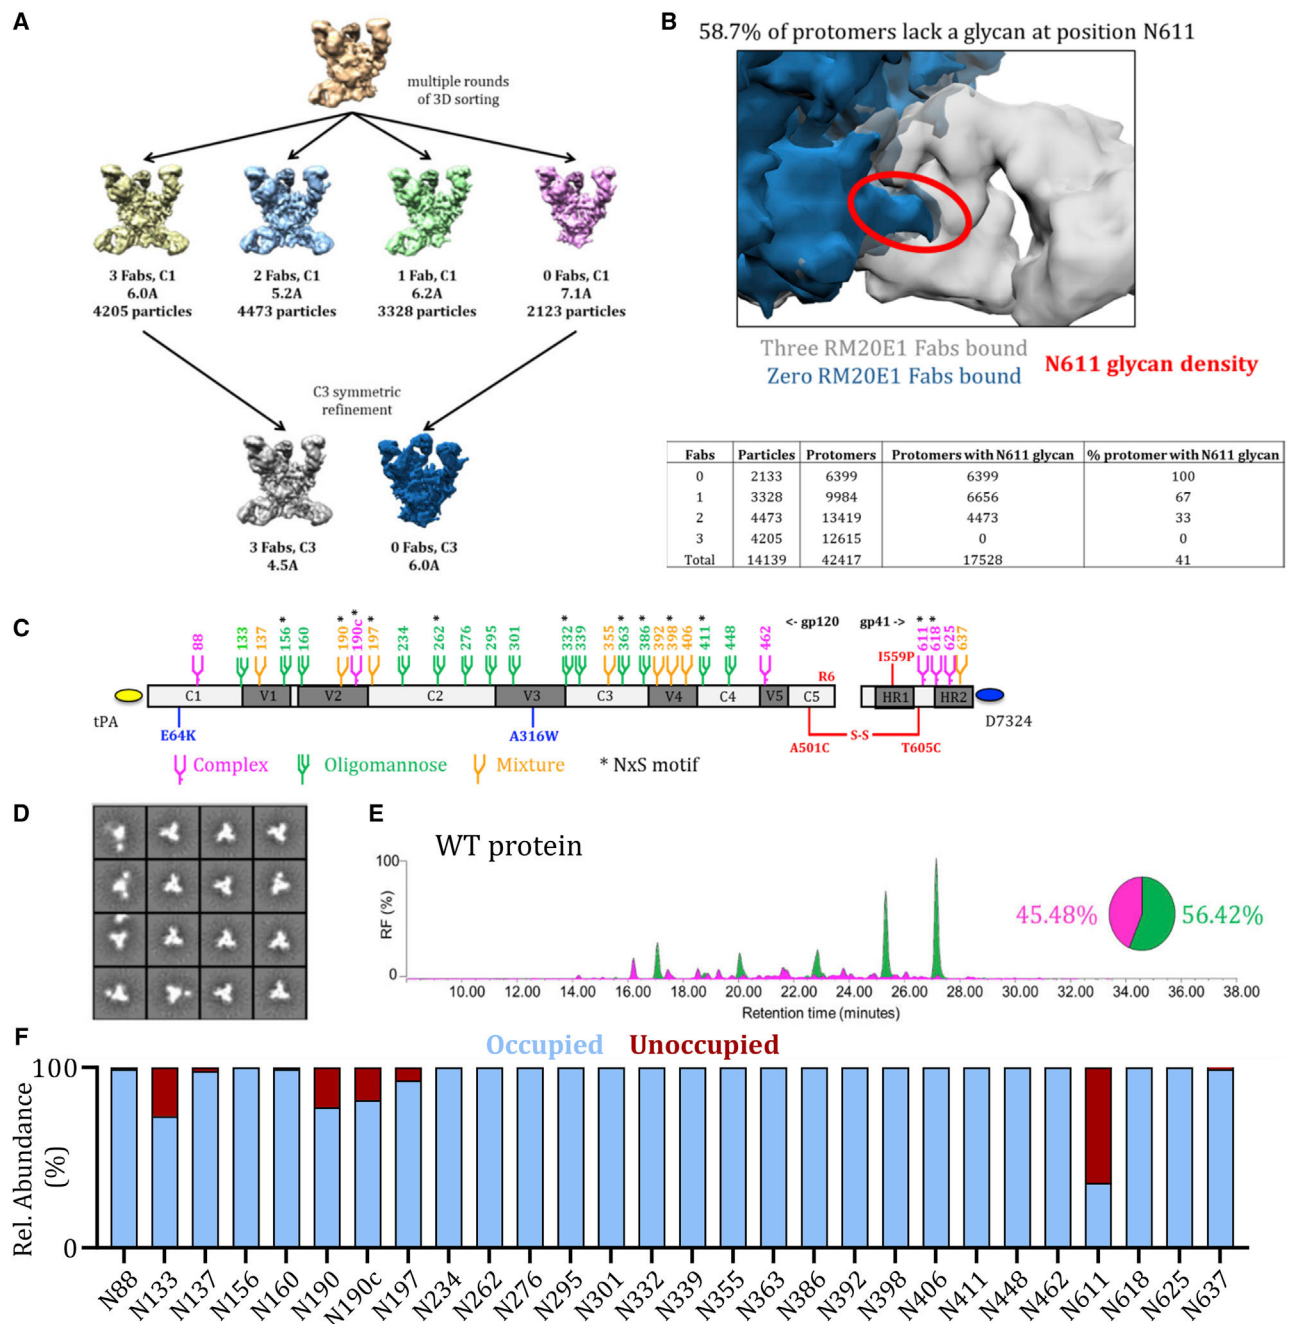 A
multiple rounds
of 3D sorting
3 Fabs, C1
6.0A
4205 particles
2 Fabs, C1
5.2A
4473 particles
1 Fab, C1
6.2A
3328 particles
0 Fabs, C1
7.1A
2123 particles
C3 symmetric
refinement
3 Fabs, C3
4.5A
0 Fabs, C3
6.0A
B
58.7% of protomers lack a glycan at position N611
Three RM20E1 Fabs bound
Zero RM20E1 Fabs bound
N611 glycan density
Fabs Particles Protomers Protomers with N611 glycan % protomer with N611 glycan
0 2133 6399 6399 100
1 3328 9984 6656 67
2 4473 13419 4473 33
3 4205 12615 0 0
Total 14139 42417 17528 41
C
88 133 137 156* 160 190* 190c* 197* 234 262* 276 295 301 332* 339 355 363* 386* 392 398* 406 411* 448 462 <- gp120 gp41 -> 611* 618* 625 637
I559P
R6
C1 V1 V2 C2 V3 C3 V4 C4 V5 C5 HR1 HR2
tPA
D7324
E64K A316W A501C S-S T605C
Complex Oligomannose Mixture * NxS motif
D
E
WT protein
100
0
RF (%)
45.48% 56.42%
10.00 12.00 14.00 16.00 18.00 20.00 22.00 24.00 26.00 28.00 30.00 32.00 34.00 36.00 38.00
Retention time (minutes)
F
Occupied Unoccupied
100
0
Rel. Abundance
(%)
N88 N133 N137 N156 N160 N190 N190c N197 N234 N262 N276 N295 N301 N332 N339 N355 N363 N386 N392 N398 N406 N411 N448 N462 N611 N618 N625 N637